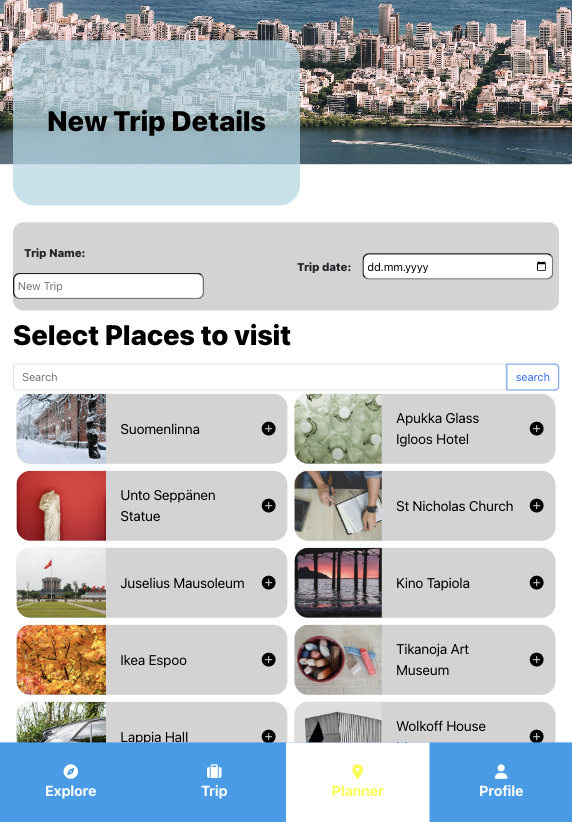 New Trip Details
Trip Name:
New Trip
Trip date:
dd.mm.yyyy
Select Places to visit
Search
search
Suomenlinna
Apukka Glass
Igloos Hotel
Unto Seppänen
Statue
St Nicholas Church
Juselius Mausoleum
Kino Tapiola
Ikea Espoo
Tikanoja Art
Museum
Lappia Hall
Wolkoff House
Explore
Trip
Planner
Profile